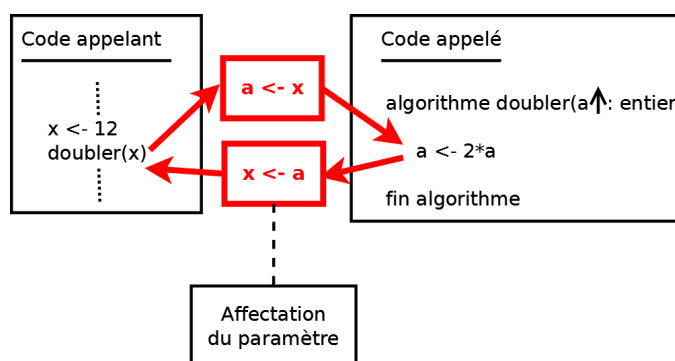 Code appelant
x <- 12
doubler(x)
a <- x
x <- a
Code appelé
algorithme doubler(a↑: entier
a <- 2*a
fin algorithme
Affectation
du paramètre